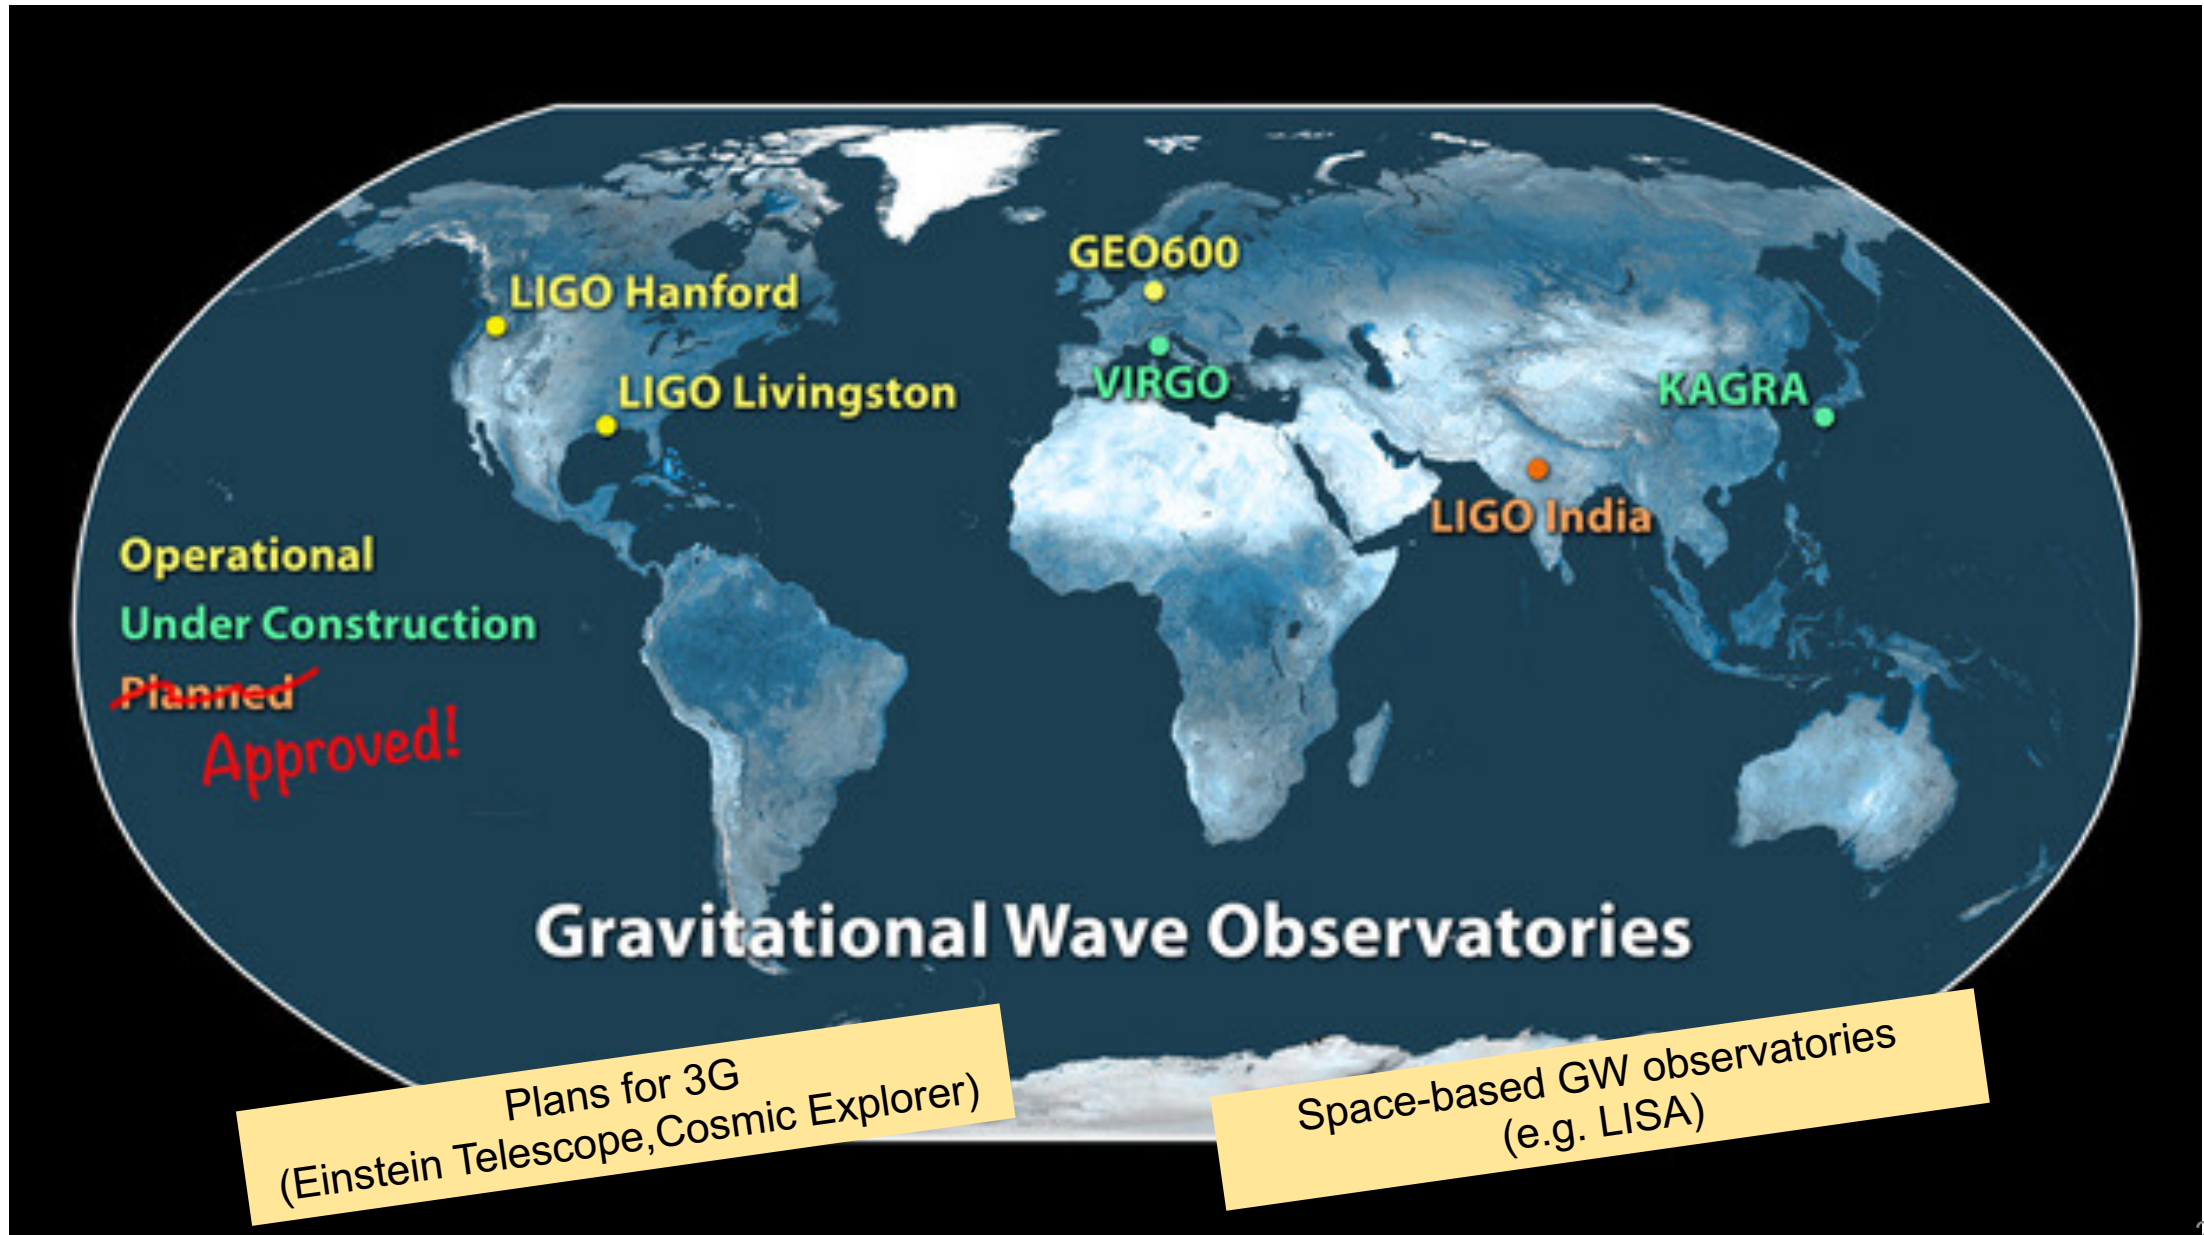 GEO600
LIGO Hanford
VIRGO
KAGRA
LIGO Livingston
LIGO India
Operational
Under Construction
Planned
Approved!
Gravitational Wave Observatories
Plans for 3G
(Einstein Telescope,Cosmic Explorer)
Space-based GW observatories
(e.g. LISA)